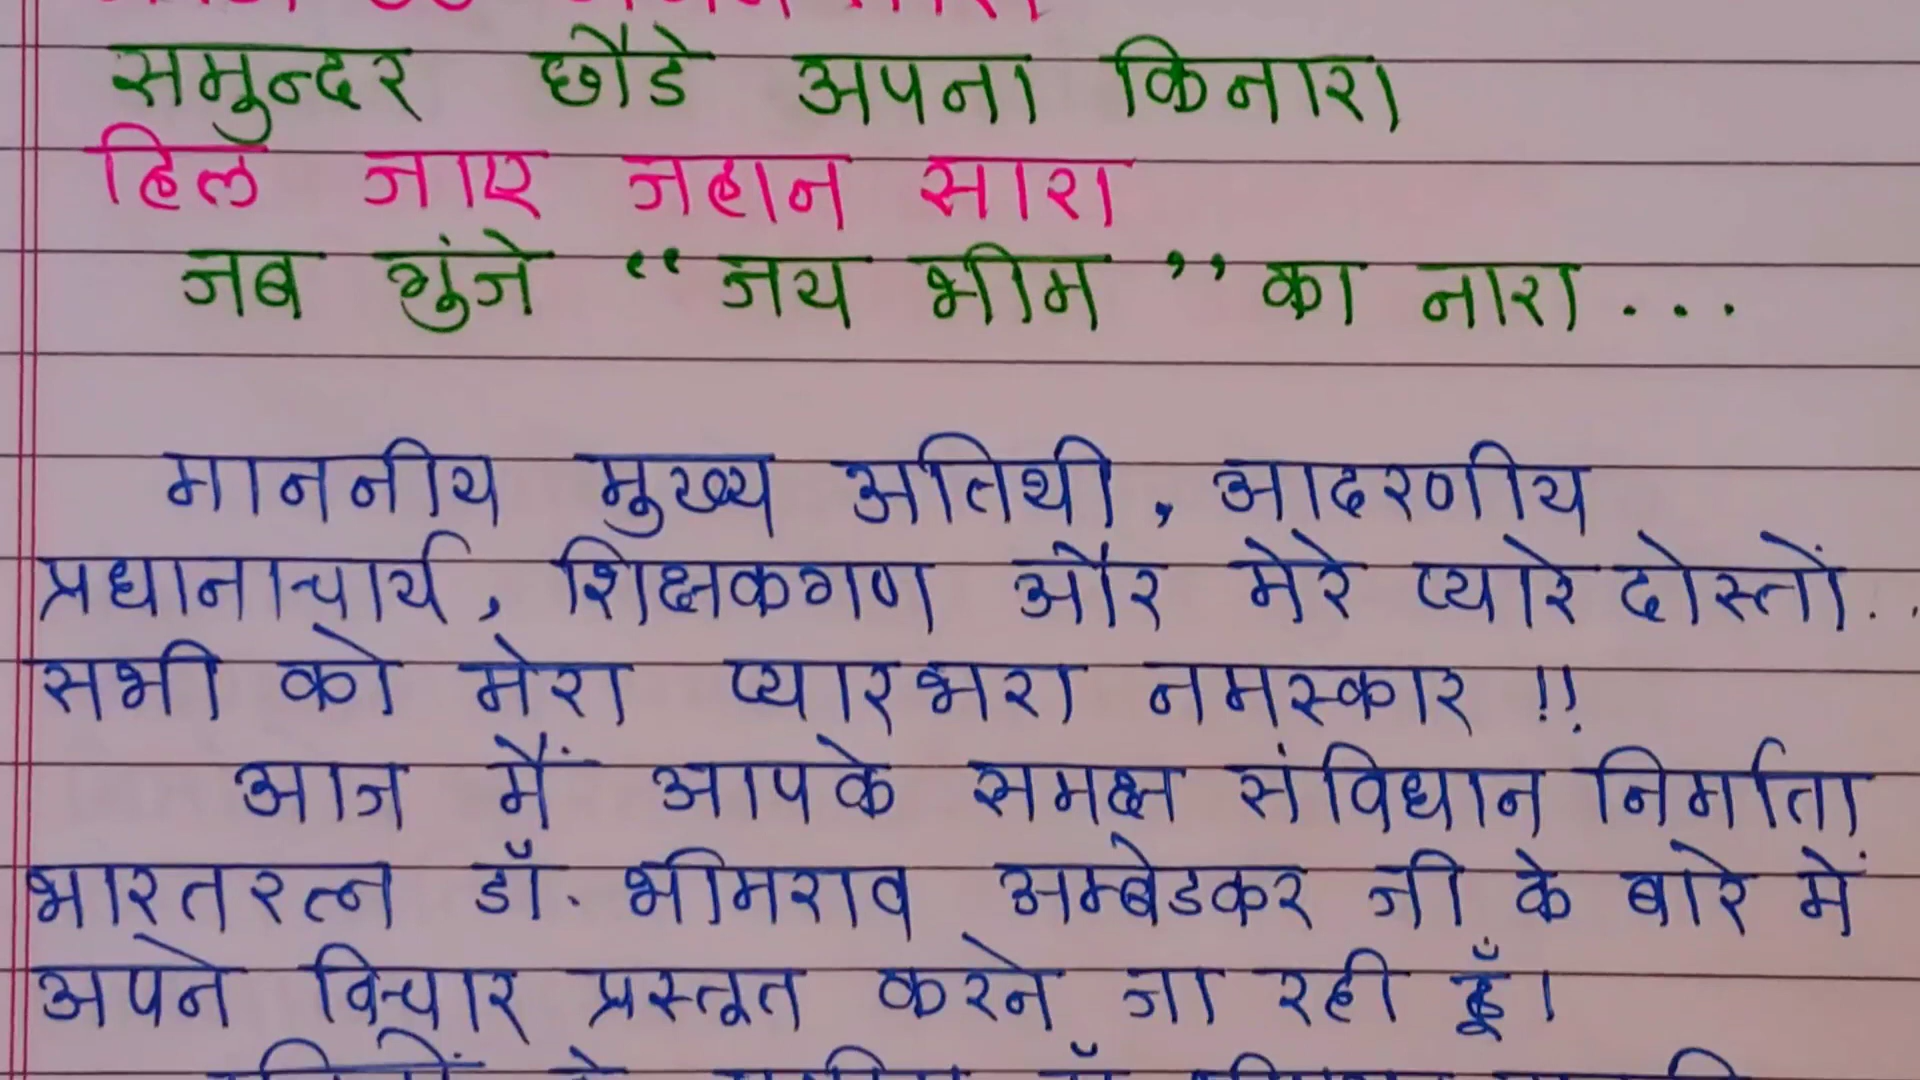 समुन्दर छौडे अपना किनारा
हिल जाए जहान सारा
जब गुंजे “ जय भीम ” का नारा ...
माननीय मुख्य अतिथी, आदरणीय
प्रधानाचार्य, शिक्षकगण और मेरे प्यारे दोस्तों..
सभी को मेरा प्यारभरा नमस्कार !!
आज मैं आपके समक्ष संविधान निर्माता
भारतरत्न डॉ. भीमराव अम्बेडकर जी के बारे में
अपने विचार प्रस्तूत करने जा रही हूँ।